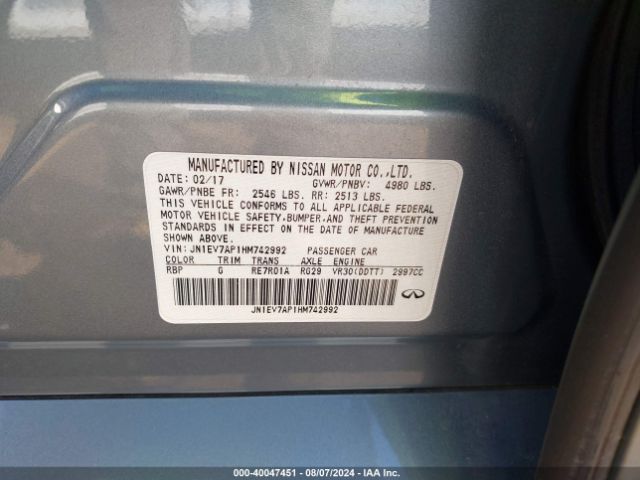 MANUFACTURED BY NISSAN MOTOR CO.,LTD.
DATE: 02/17 GVWR/PNBV: 4980 LBS.
GAWR/PNBE FR: 2546 LBS. RR: 2513 LBS.
THIS VEHICLE CONFORMS TO ALL APPLICABLE FEDERAL
MOTOR VEHICLE SAFETY,BUMPER,AND THEFT PREVENTION
STANDARDS IN EFFECT ON THE DATE OF MANUFACTURE
SHOWN ABOVE.
VIN: JN1EV7AP1HM742992 PASSENGER CAR
COLOR TRIM TRANS AXLE ENGINE
RBP G RE7R01A RG29 VR30(DDTT) 2997CC
JN1EV7AP1HM742992
000-40047451 - 08/07/2024 - IAA Inc.